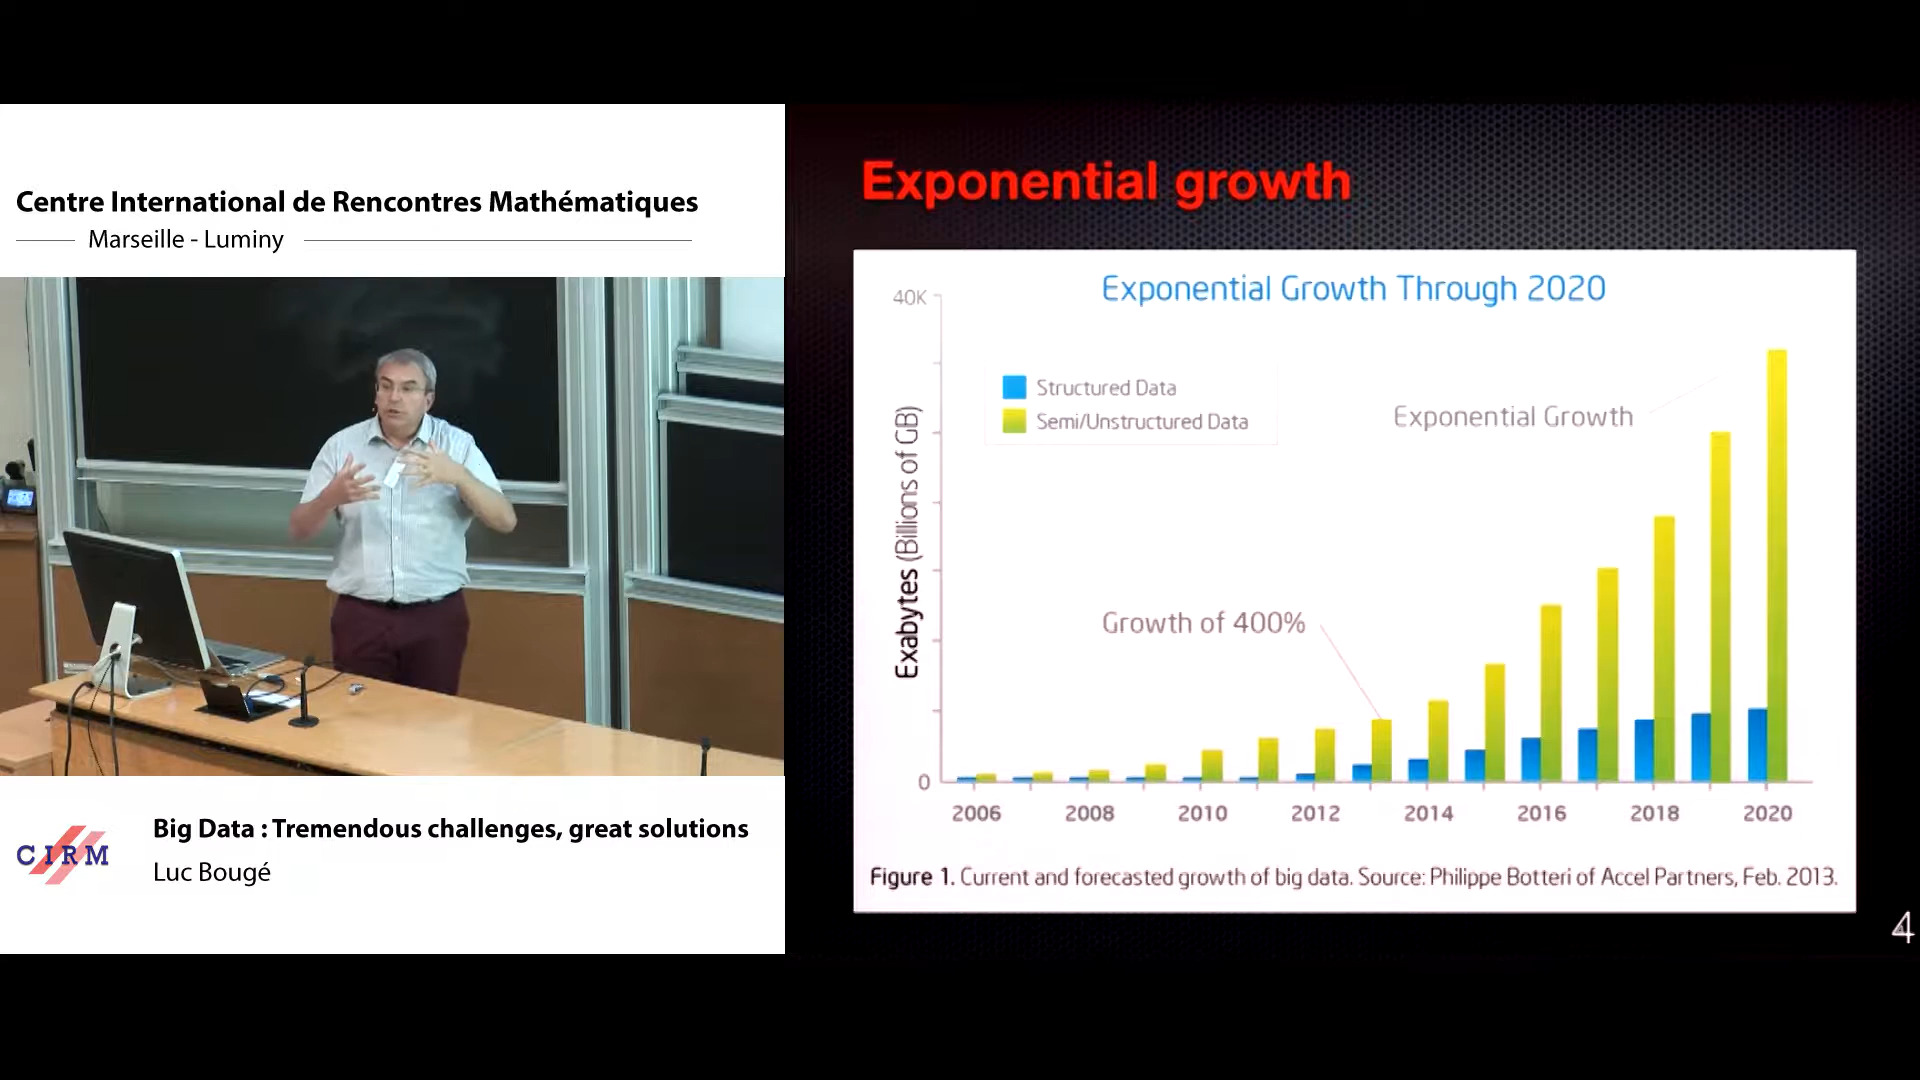 Centre International de Rencontres Mathématiques
Marseille - Luminy
CIRM
Big Data : Tremendous challenges, great solutions
Luc Bougé
Exponential growth
Exponential Growth Through 2020
40K
Structured Data
Semi/Unstructured Data
Exponential Growth
Growth of 400%
Exabytes (Billions of GB)
0
2006 2008 2010 2012 2014 2016 2018 2020
Figure 1. Current and forecasted growth of big data. Source: Philippe Botteri of Accel Partners, Feb. 2013.
4